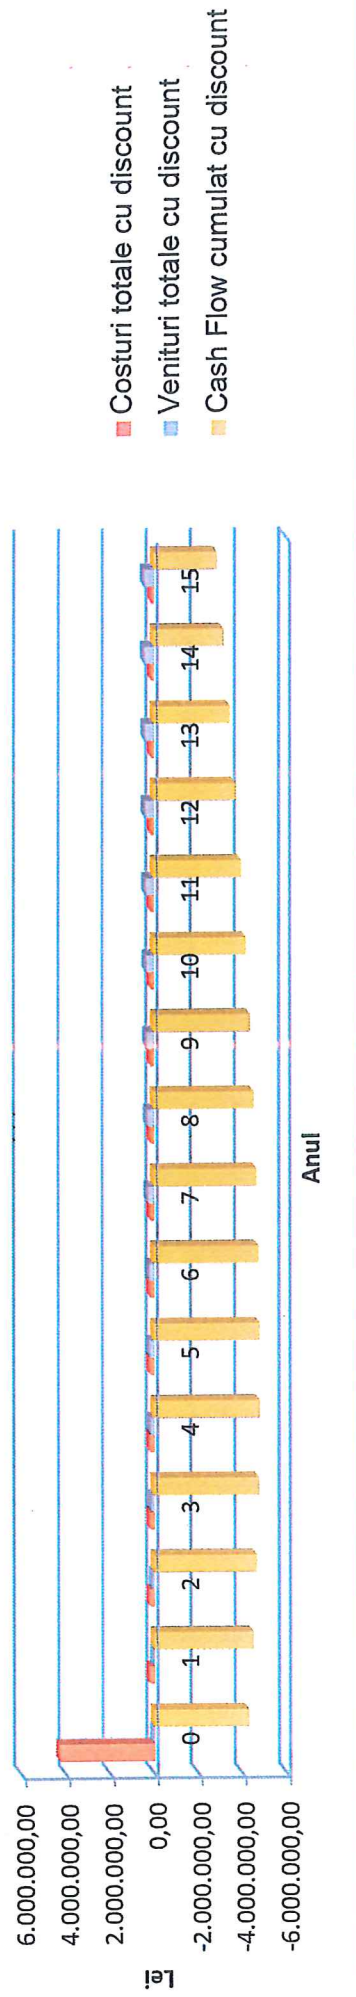 6.000.000,00
4.000.000,00
2.000.000,00
0,00
-2.000.000,00
-4.000.000,00
-6.000.000,00
Lei
0 1 2 3 4 5 6 7 8 9 10 11 12 13 14 15
Anul
Costuri totale cu discount
Venituri totale cu discount
Cash Flow cumulat cu discount